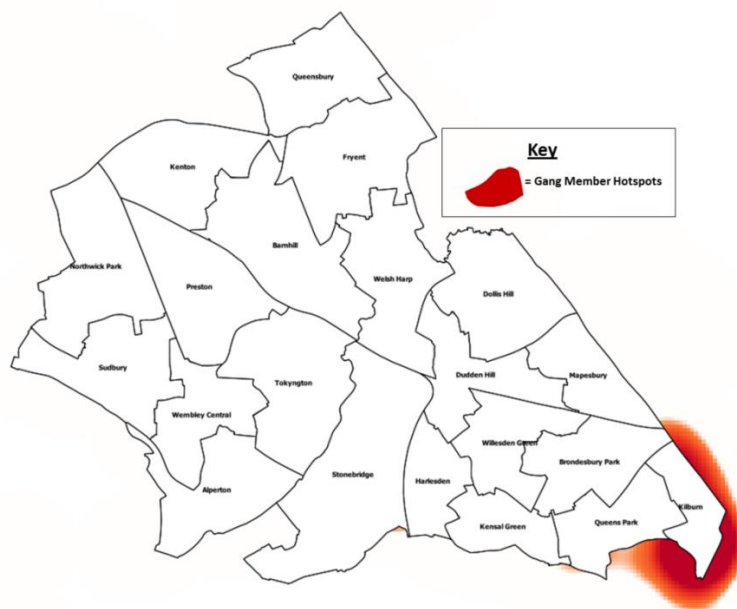 Queensbury
Kenton
Fryent
Key
= Gang Member Hotspots
Barnhill
Northwick Park
Preston
Welsh Harp
Dollis Hill
Sudbury
Tokyngton
Dudden Hill
Mapesbury
Wembley Central
Willesden Green
Brondesbury Park
Alperton
Stonebridge
Harlesden
Kilburn
Kensal Green
Queens Park